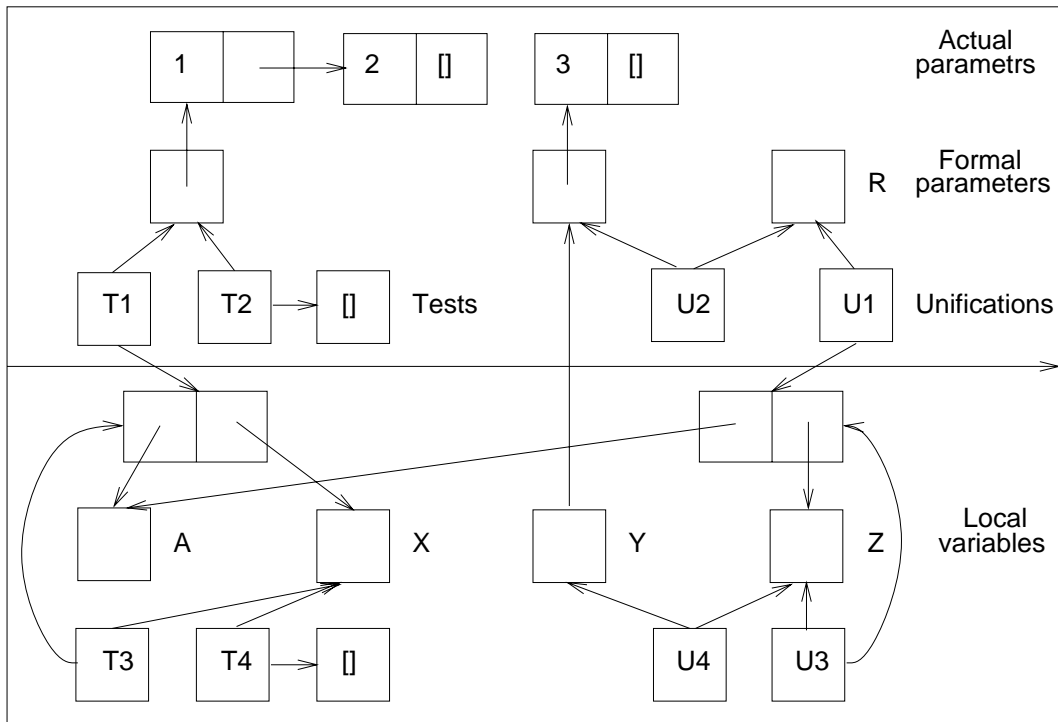 1 2 [] 3 [] Actual
parametrs
R Formal
parameters
T1 T2 [] Tests U2 U1 Unifications
A X Y Z Local
variables
T3 T4 [] U4 U3